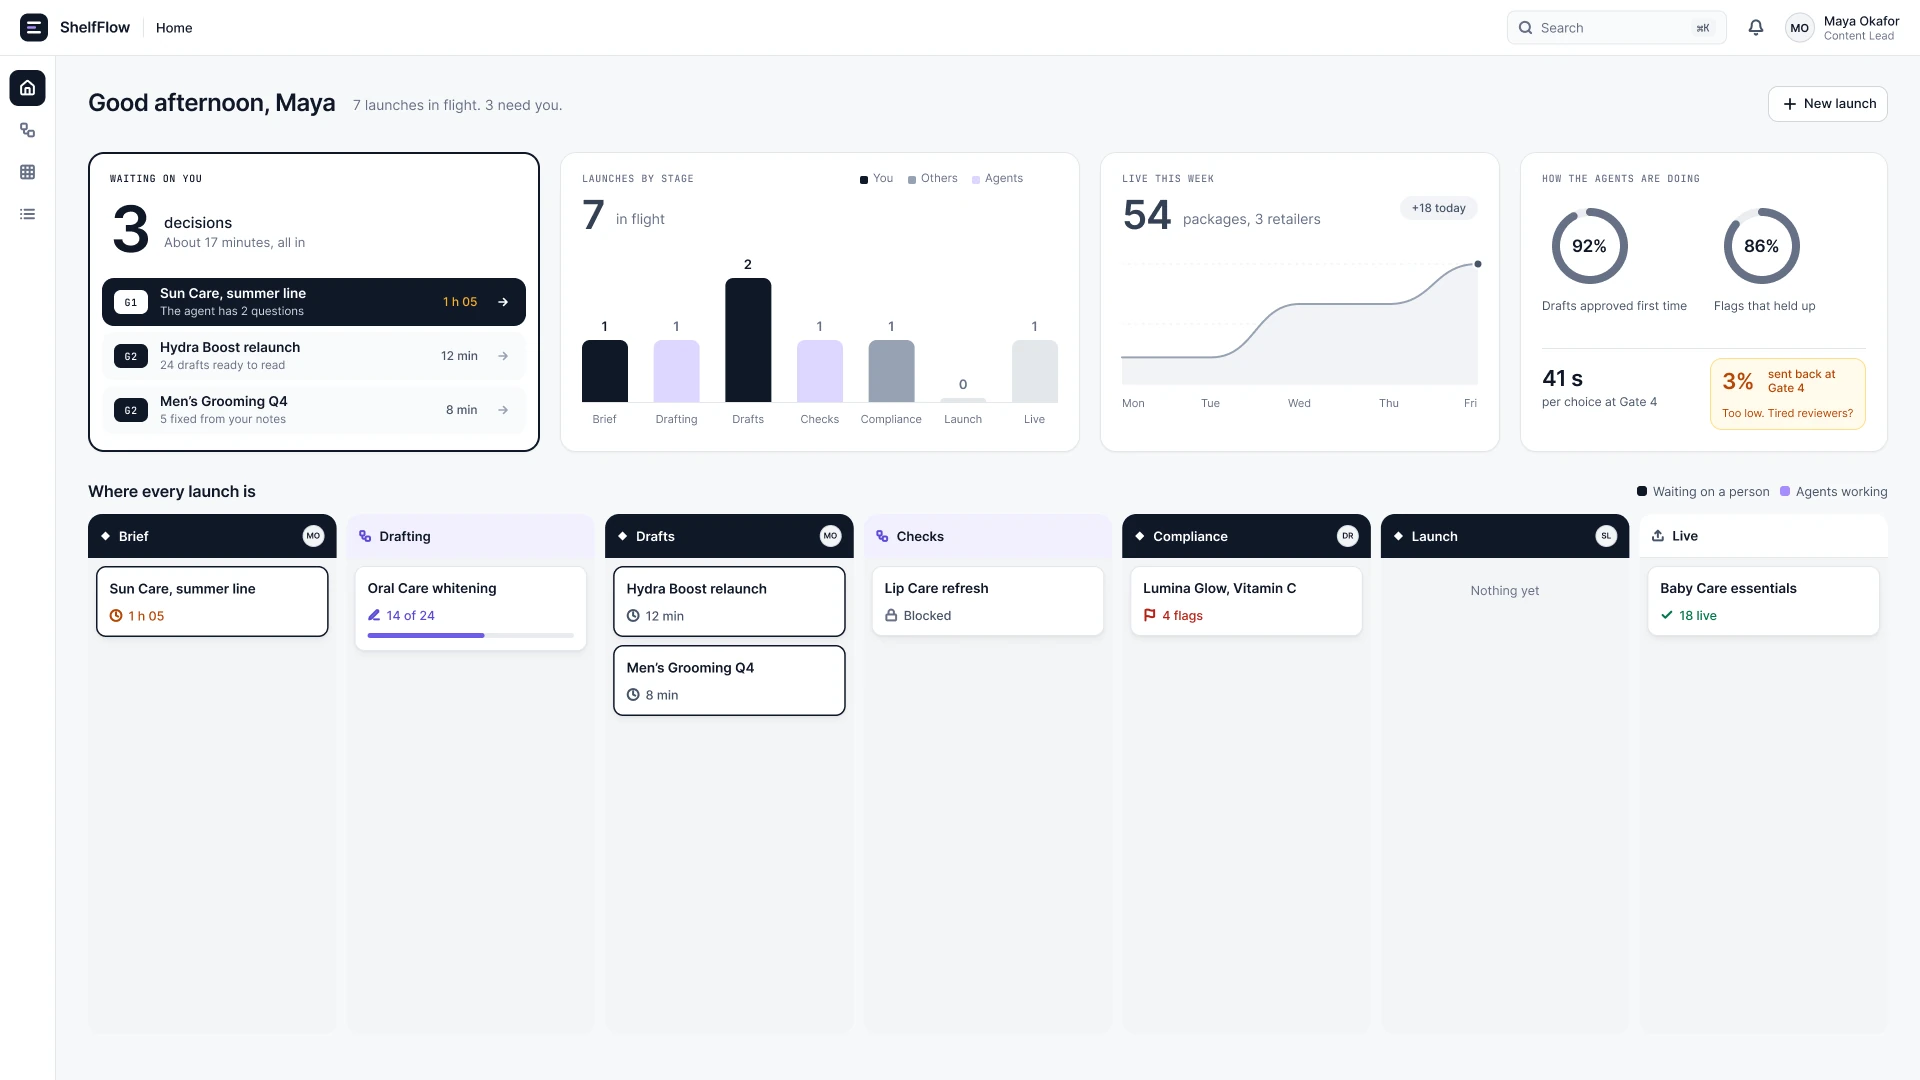 ShelfFlow
Home
Search
⌘K
MO
Maya Okafor
Content Lead
Good afternoon, Maya
7 launches in flight. 3 need you.
New launch
WAITING ON YOU
3
decisions
About 17 minutes, all in
G1
Sun Care, summer line
The agent has 2 questions
1 h 05
G2
Hydra Boost relaunch
24 drafts ready to read
12 min
G2
Men’s Grooming Q4
5 fixed from your notes
8 min
LAUNCHES BY STAGE
You
Others
Agents
7 in flight
1
1
2
1
1
0
1
Brief
Drafting
Drafts
Checks
Compliance
Launch
Live
LIVE THIS WEEK
54 packages, 3 retailers
+18 today
Mon
Tue
Wed
Thu
Fri
HOW THE AGENTS ARE DOING
92%
86%
Drafts approved first time
Flags that held up
41 s
per choice at Gate 4
3%
sent back at
Gate 4
Too low. Tired reviewers?
Where every launch is
Waiting on a person
Agents working
Brief
MO
Sun Care, summer line
1 h 05
Drafting
Oral Care whitening
14 of 24
Drafts
MO
Hydra Boost relaunch
12 min
Men’s Grooming Q4
8 min
Checks
Lip Care refresh
Blocked
Compliance
DR
Lumina Glow, Vitamin C
4 flags
Launch
SL
Nothing yet
Live
Baby Care essentials
18 live